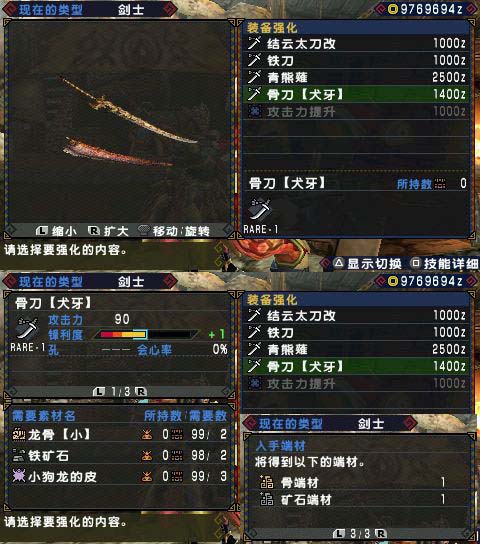 现在的类型 剑士
9769694z
装备强化
结云太刀改 1000z
铁刀 1000z
青熊薙 2500z
骨刀【犬牙】 1400z
攻击力提升 1000z
骨刀【犬牙】 所持数 0
RARE-1
L 缩小 R 扩大 移动/旋转
请选择要强化的内容。
△显示切换 □技能详细
现在的类型 剑士
9769694z
骨刀【犬牙】
攻击力 90
锋利度 +1
RARE-1
孔 --- 会心率 0%
L 1/3 R
装备强化
结云太刀改 1000z
铁刀 1000z
青熊薙 2500z
骨刀【犬牙】 1400z
攻击力提升 1000z
需要素材名 所持数/需要数
龙骨【小】 0 99/ 2
铁矿石 0 98/ 2
小狗龙的皮 0 99/ 3
请选择要强化的内容。
现在的类型 剑士
入手端材
将得到以下的端材。
骨端材 1
矿石端材 1
L 3/3 R